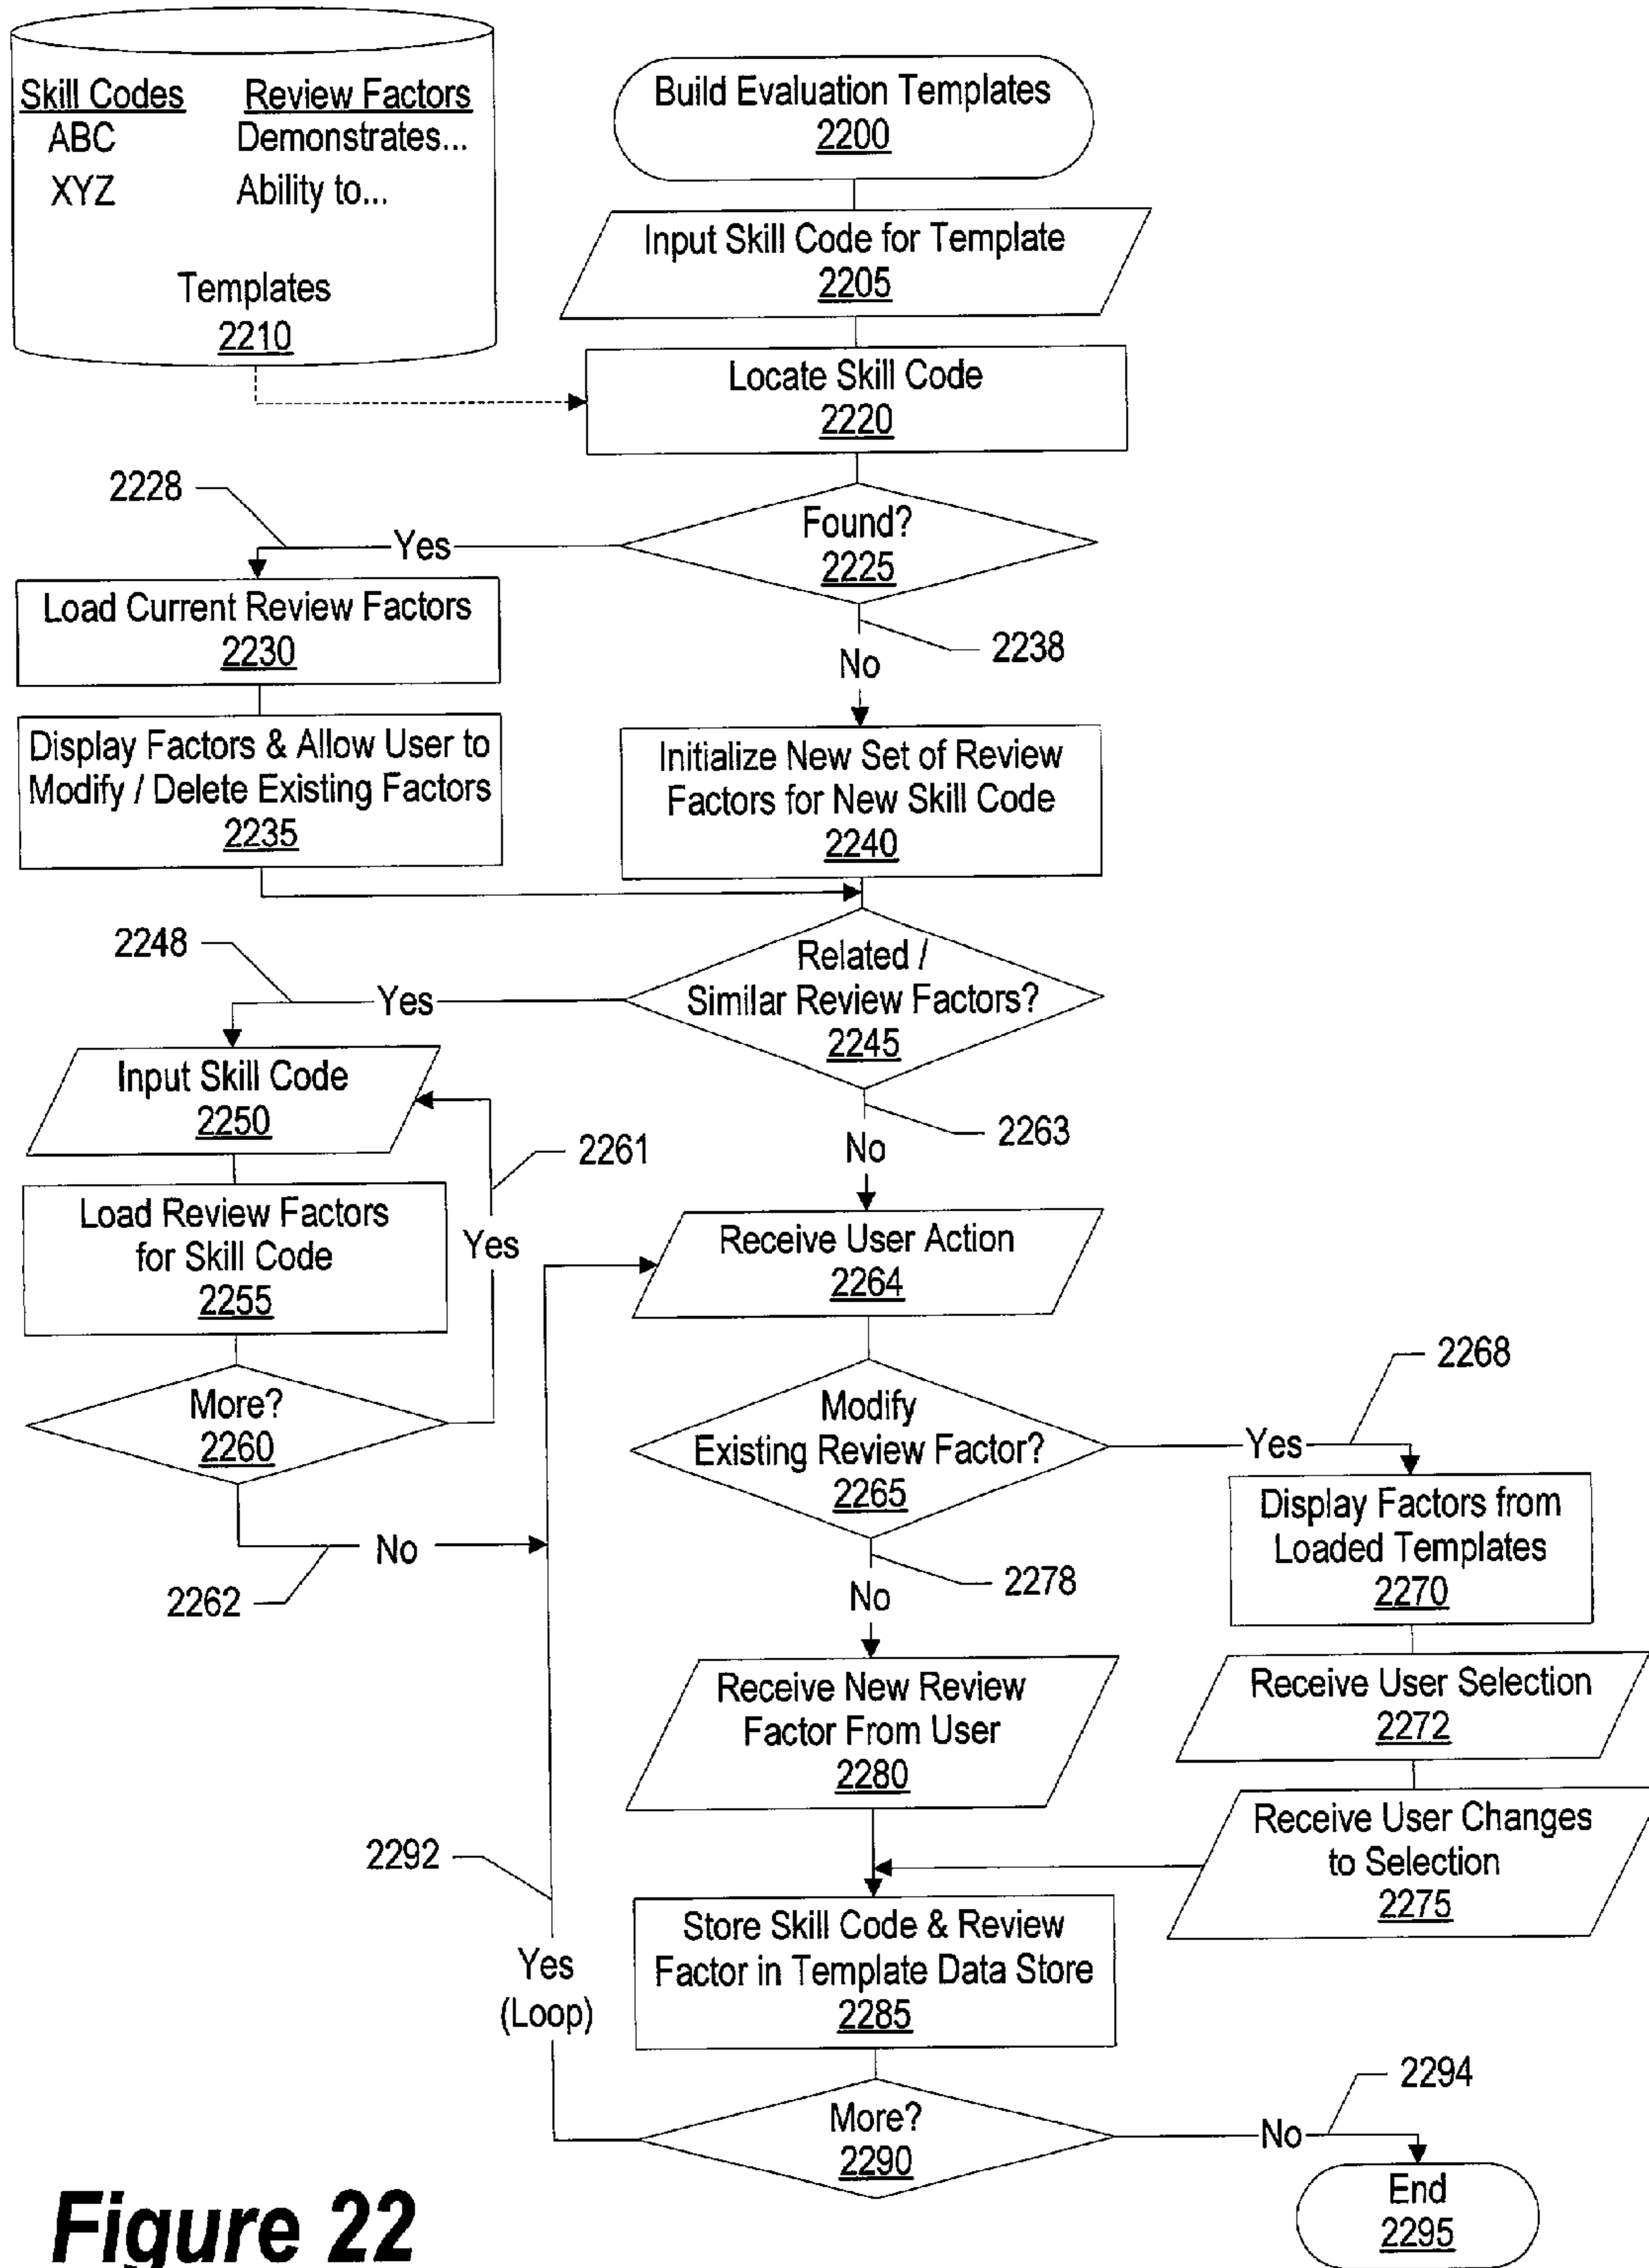 Skill Codes Review Factors
ABC Demonstrates...
XYZ Ability to...
Templates
2210
Build Evaluation Templates
2200
Input Skill Code for Template
2205
Locate Skill Code
2220
2228
Yes
Found?
2225
2238
No
Load Current Review Factors
2230
Display Factors & Allow User to
Modify / Delete Existing Factors
2235
Initialize New Set of Review
Factors for New Skill Code
2240
2248
Yes
Related /
Similar Review Factors?
2245
2263
No
Input Skill Code
2250
2261
Yes
Load Review Factors
for Skill Code
2255
More?
2260
No
2262
Receive User Action
2264
Modify
Existing Review Factor?
2265
Yes
2268
2278
No
Display Factors from
Loaded Templates
2270
Receive User Selection
2272
Receive User Changes
to Selection
2275
Receive New Review
Factor From User
2280
2292
Yes
(Loop)
Store Skill Code & Review
Factor in Template Data Store
2285
More?
2290
No
2294
End
2295
Figure 22